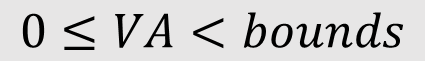 0 ≤ VA < bounds